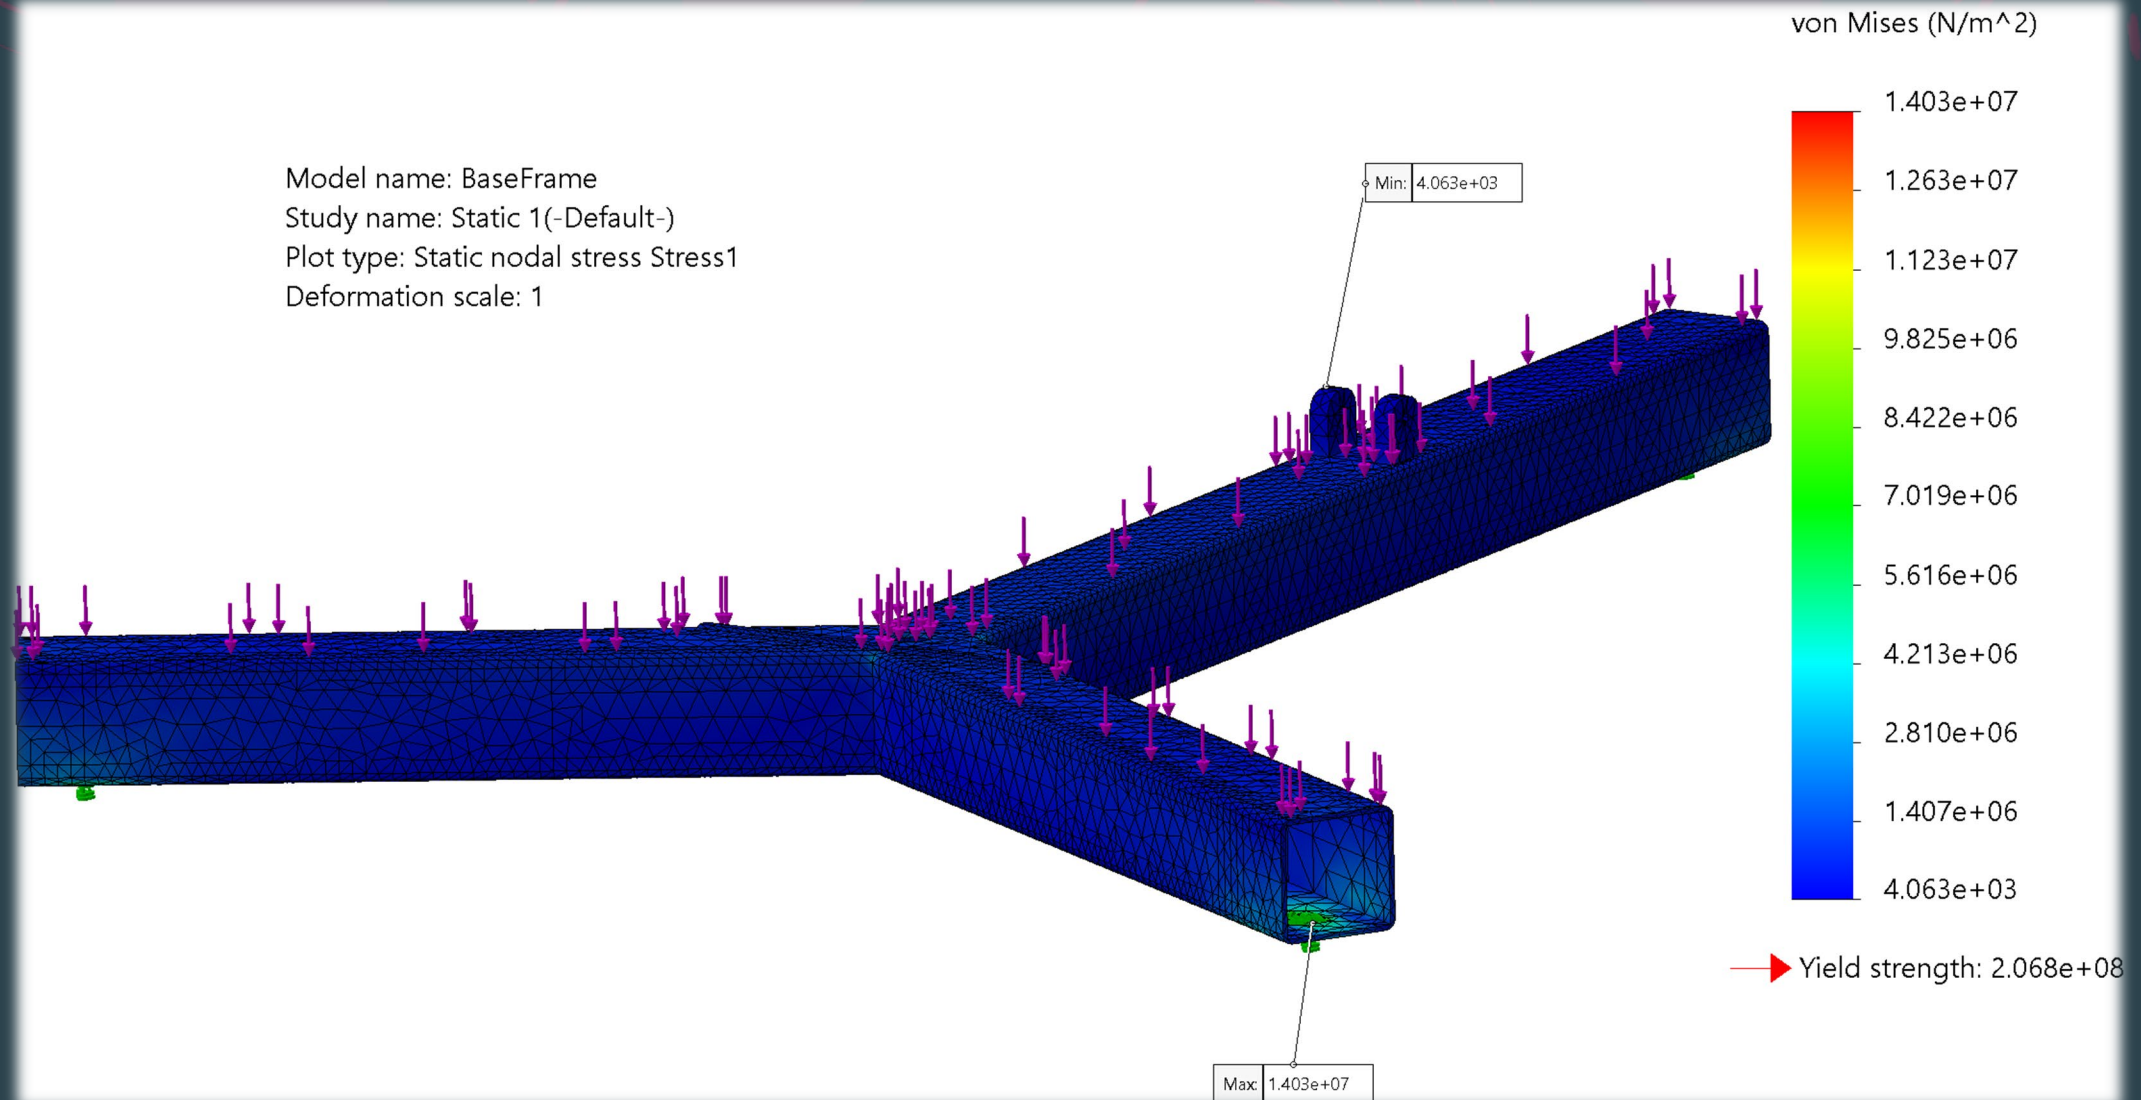 von Mises (N/m^2)
1.403e+07
1.263e+07
1.123e+07
9.825e+06
8.422e+06
7.019e+06
5.616e+06
4.213e+06
2.810e+06
1.407e+06
4.063e+03
Yield strength: 2.068e+08
Model name: BaseFrame
Study name: Static 1(-Default-)
Plot type: Static nodal stress Stress1
Deformation scale: 1
Min: 4.063e+03
Max: 1.403e+07